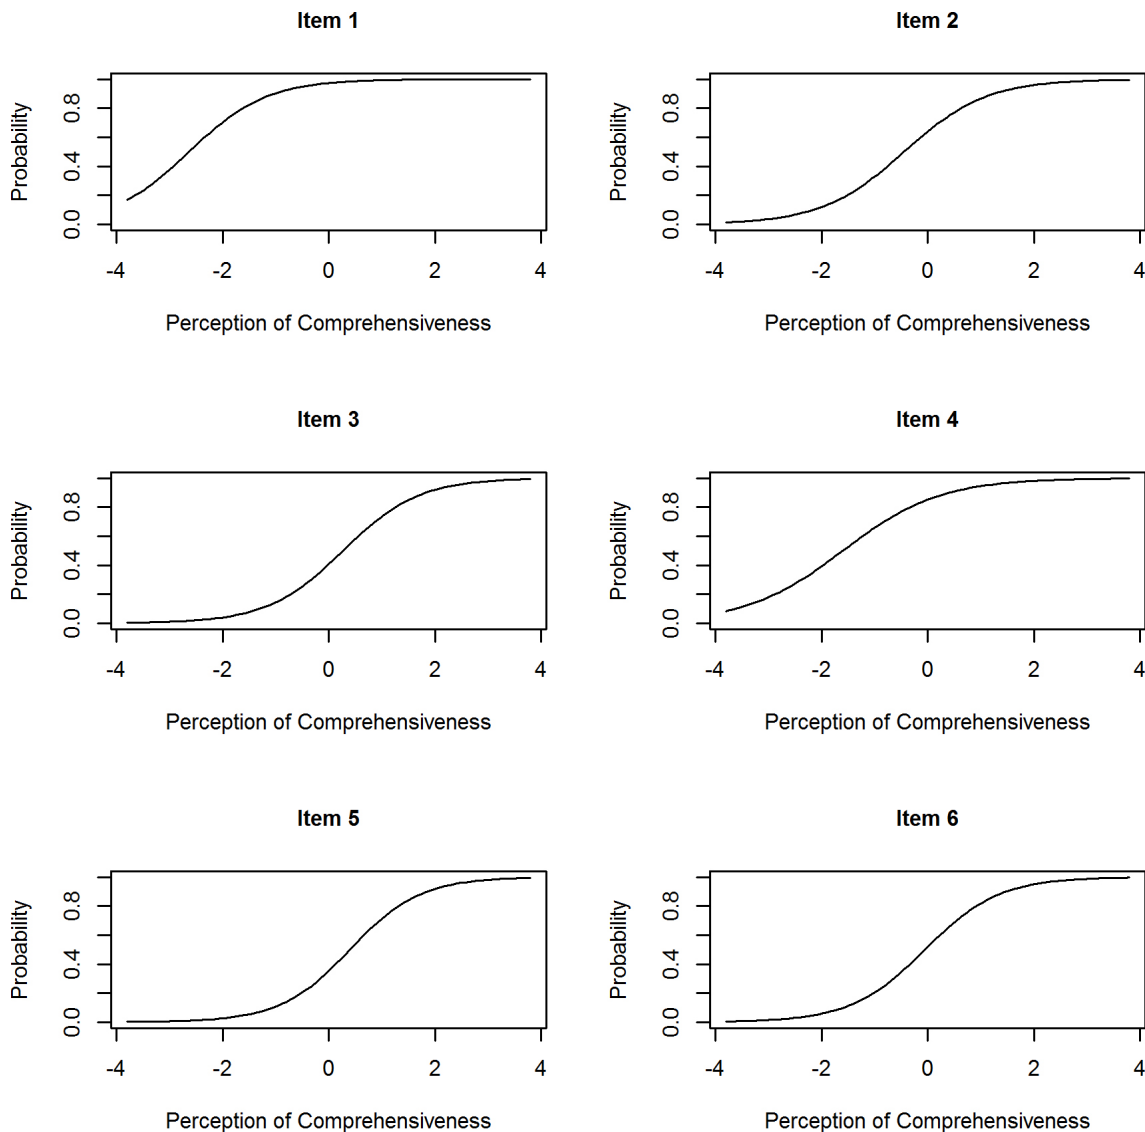 Item 1
Probability
0.0 0.4 0.8
-4 -2 0 2 4
Perception of Comprehensiveness
Item 2
Probability
0.0 0.4 0.8
-4 -2 0 2 4
Perception of Comprehensiveness
Item 3
Probability
0.0 0.4 0.8
-4 -2 0 2 4
Perception of Comprehensiveness
Item 4
Probability
0.0 0.4 0.8
-4 -2 0 2 4
Perception of Comprehensiveness
Item 5
Probability
0.0 0.4 0.8
-4 -2 0 2 4
Perception of Comprehensiveness
Item 6
Probability
0.0 0.4 0.8
-4 -2 0 2 4
Perception of Comprehensiveness